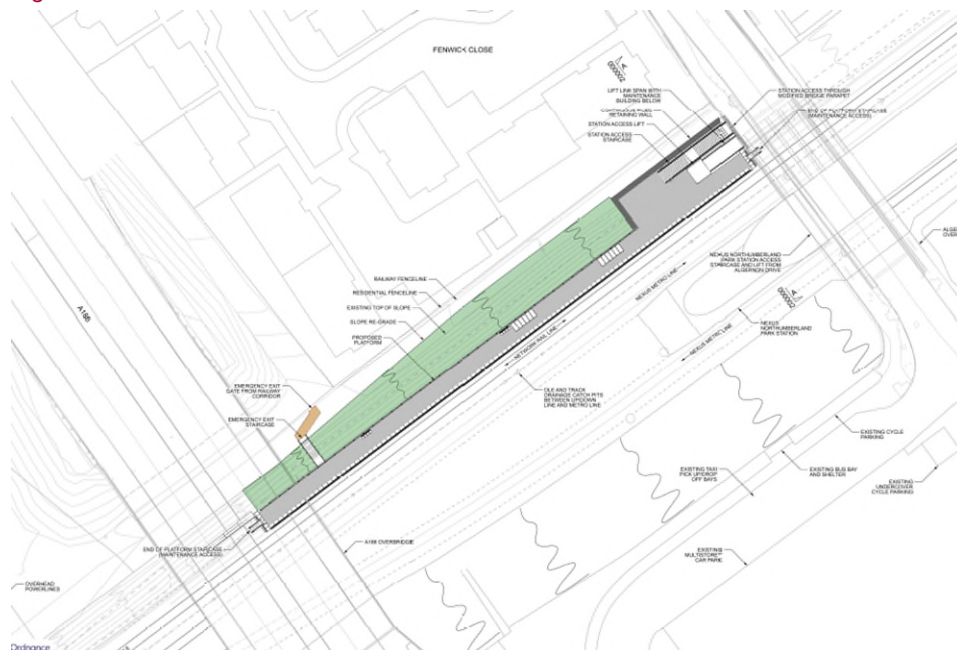 FENWICK CLOSE
LIFT LINK SPAN WITH
MAINTENANCE
BUILDING BELOW
RETAINING WALL
STATION ACCESS LIFT
STATION ACCESS
STAIRCASE
STATION ACCESS THROUGH
MODIFIED BRIDGE PARAPET
END OF PLATFORM STAIRCASE
(MAINTENANCE ACCESS)
NEXUS NORTHUMBERLAND
PARK STATION ACCESS
STAIRCASE AND LIFT FROM
ALGERNON DRIVE
NEXUS METRO LINE
RAILWAY FENCELINE
RESIDENTIAL FENCELINE
EXISTING TOP OF SLOPE
SLOPE RE-GRADE
PROPOSED
PLATFORM
A186
NEXUS
NORTHUMBERLAND
PARK STATION
NEXUS METRO LINE
NETWORK RAIL LINE
EMERGENCY EXIT
GATE FROM RAILWAY
CORRIDOR
EMERGENCY EXIT
STAIRCASE
OLE AND TRACK
DRAINAGE CATCH PITS
BETWEEN UP/DOWN
LINE AND METRO LINE
EXISTING CYCLE
PARKING
EXISTING TAXI
PICK UP/DROP
OFF BAYS
EXISTING BUS BAY
AND SHELTER
EXISTING
UNDERCOVER
CYCLE PARKING
END OF PLATFORM STAIRCASE
(MAINTENANCE ACCESS)
A186 OVERBRIDGE
EXISTING
MULTISTOREY
CAR PARK
OVERHEAD
POWERLINES
Ordnance